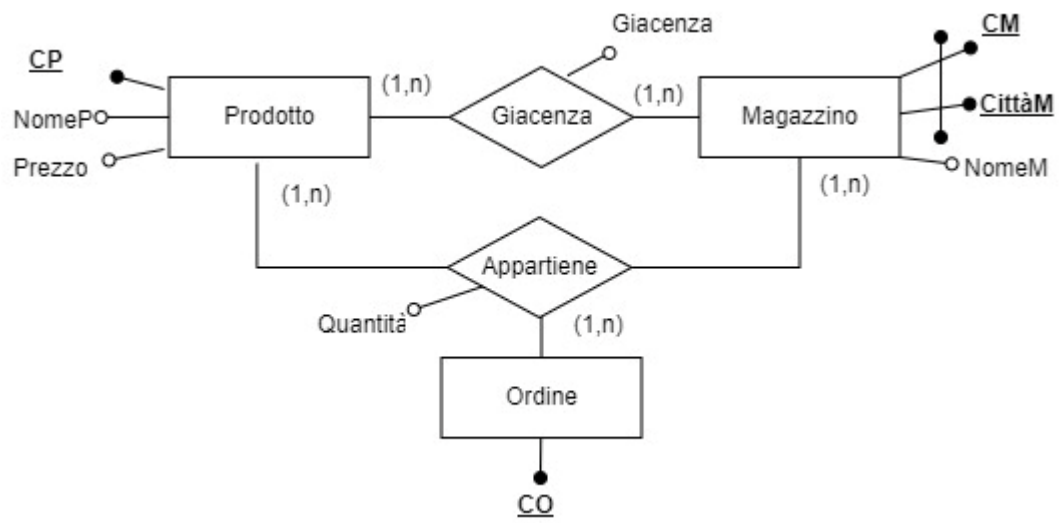 Giacenza
CM
CP
(1,n)
(1,n)
NomeP
Prodotto
Giacenza
Magazzino
CittàM
Prezzo
NomeM
(1,n)
(1,n)
Appartiene
Quantità
(1,n)
Ordine
CO